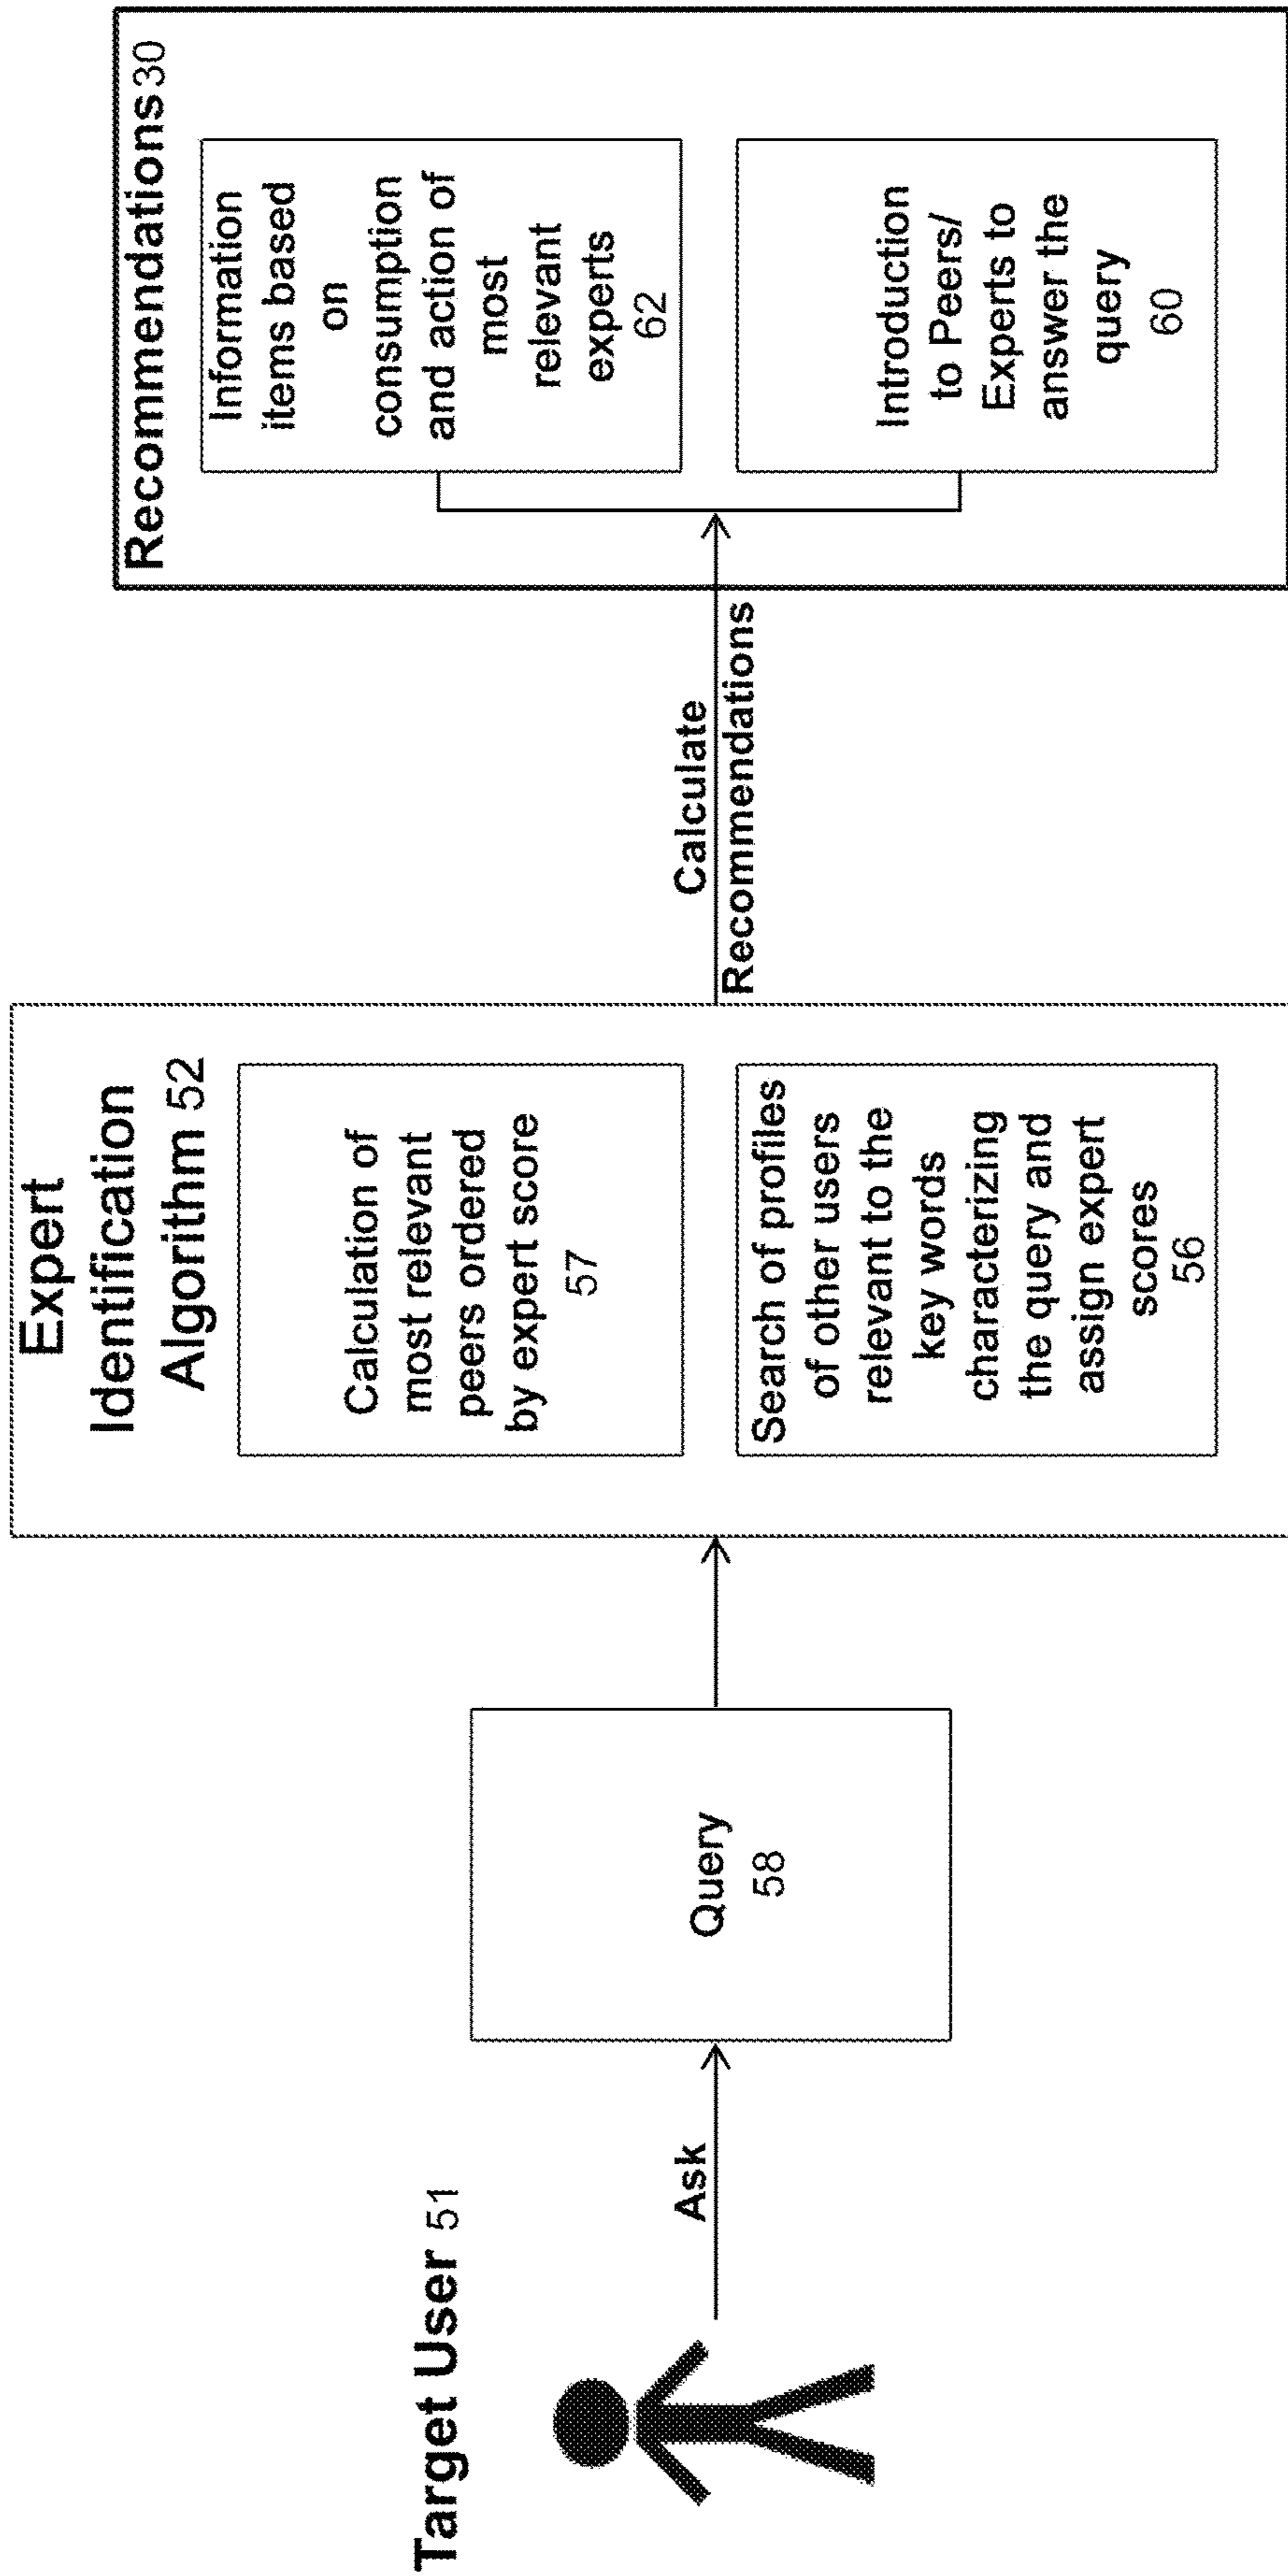 Target User 51
Ask
Query
58
Expert
Identification
Algorithm 52
Calculation of
most relevant
peers ordered
by expert score
57
Search of profiles
of other users
relevant to the
key words
characterizing
the query and
assign expert
scores
56
Calculate
Recommendations
Recommendations 30
Information
items based
on
consumption
and action of
most
relevant
experts
62
Introduction
to Peers/
Experts to
answer the
query
60